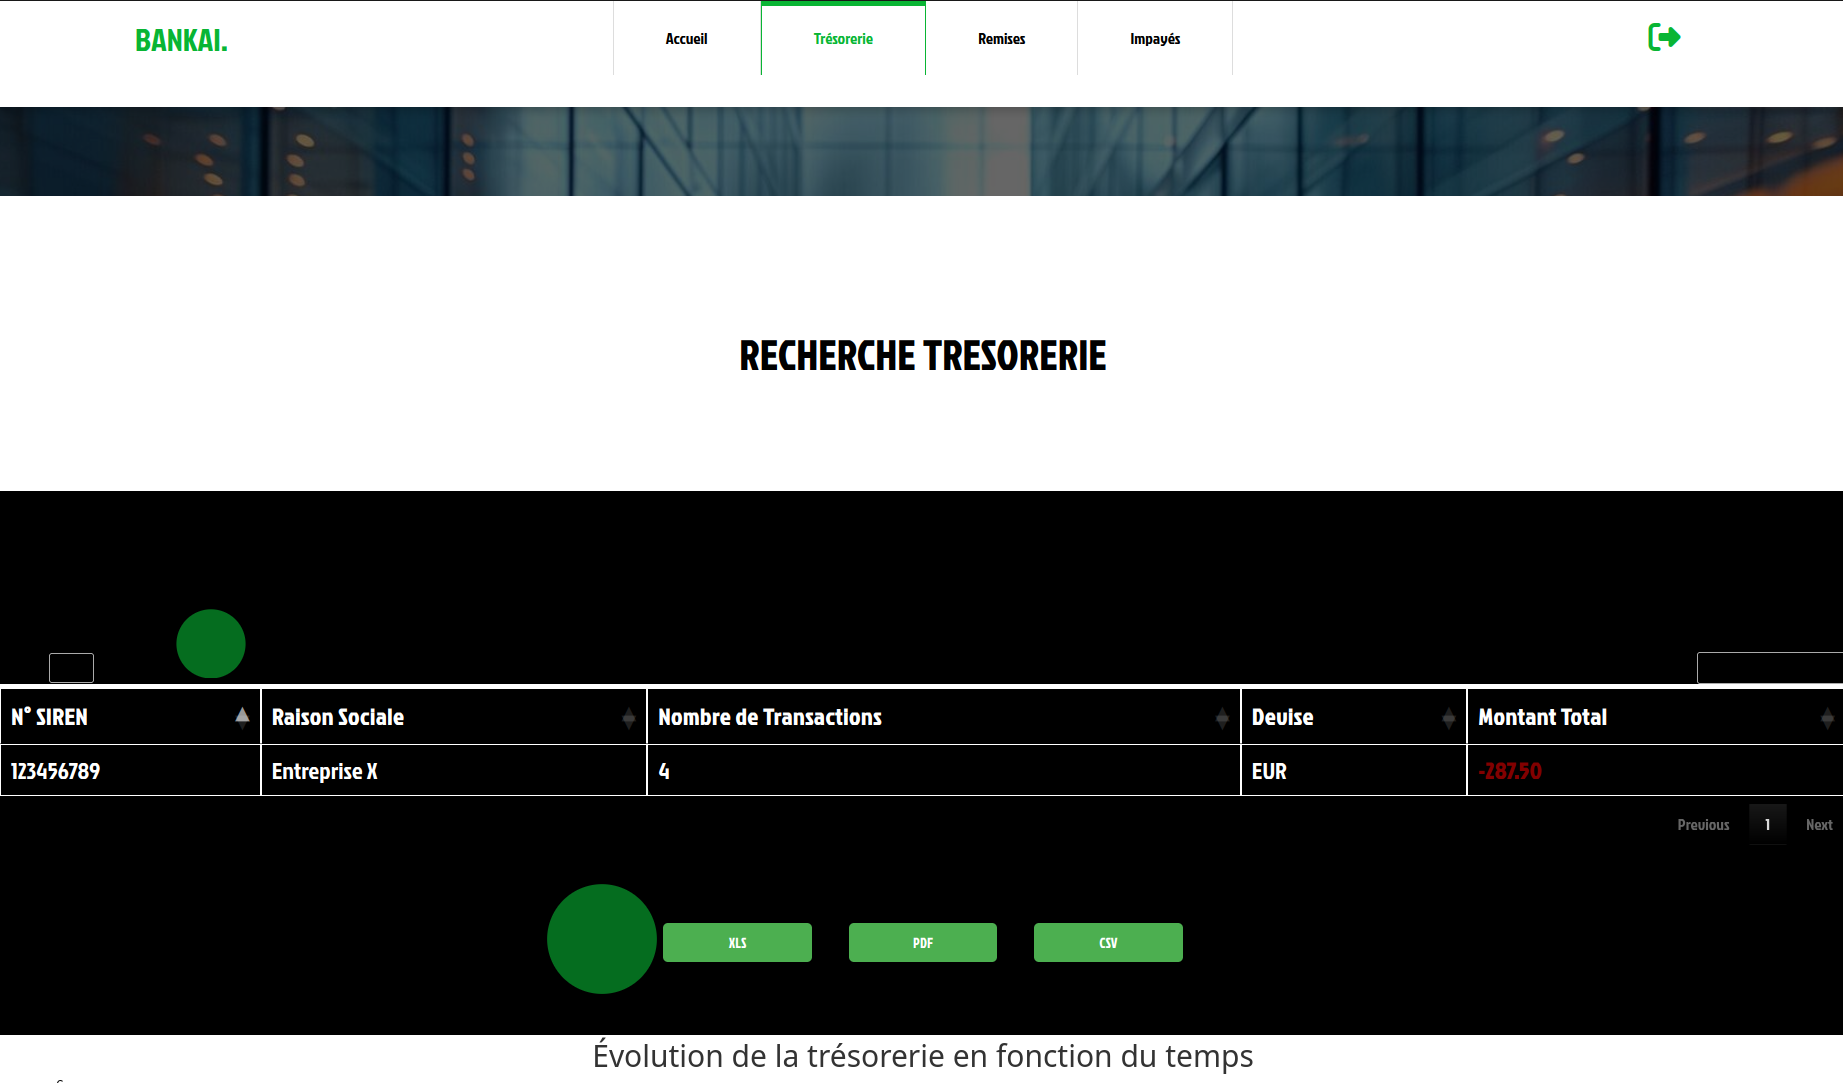 BANKAI.
Accueil
Trésorerie
Remises
Impayés
RECHERCHE TRESORERIE
N° SIREN
Raison Sociale
Nombre de Transactions
Devise
Montant Total
123456789
Entreprise X
4
EUR
-287.50
Previous
1
Next
XLS
PDF
CSV
Évolution de la trésorerie en fonction du temps